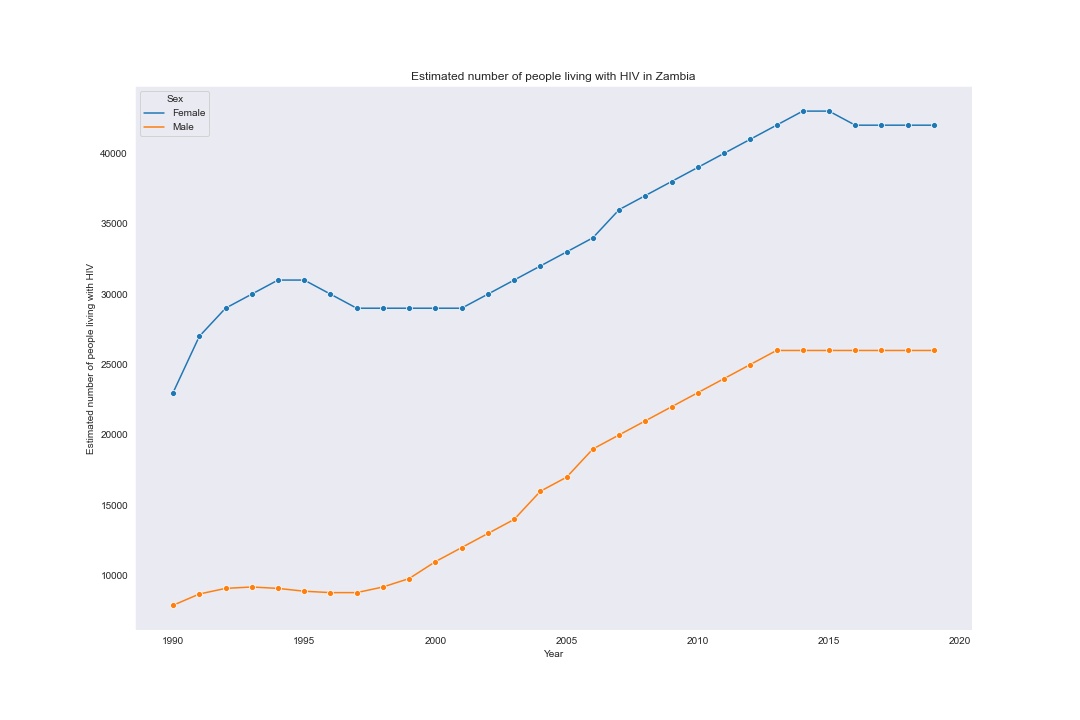 Estimated number of people living with HIV in Zambia
Sex
Female
Male
Estimated number of people living with HIV
40000
35000
30000
25000
20000
15000
10000
1990
1995
2000
2005
2010
2015
2020
Year